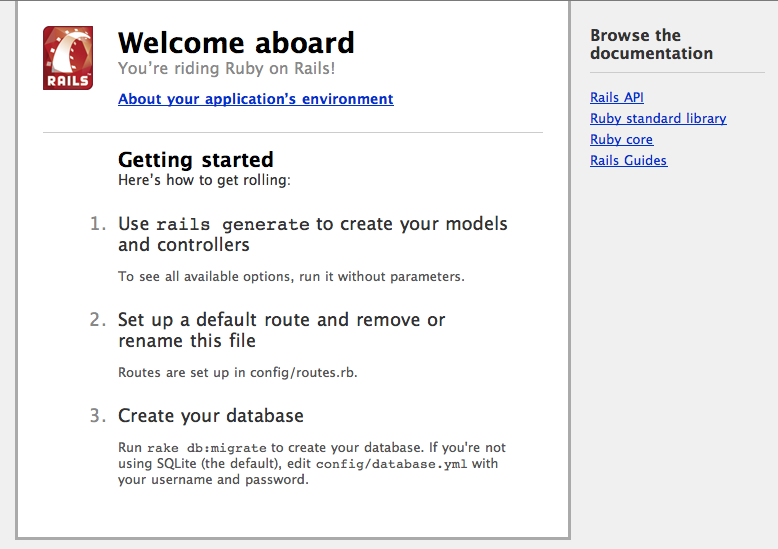 RAILS
Welcome aboard
You’re riding Ruby on Rails!
About your application’s environment
Getting started
Here’s how to get rolling:
1. Use rails generate to create your models
and controllers
To see all available options, run it without parameters.
2. Set up a default route and remove or
rename this file
Routes are set up in config/routes.rb.
3. Create your database
Run rake db:migrate to create your database. If you're not
using SQLite (the default), edit config/database.yml with
your username and password.
Browse the
documentation
Rails API
Ruby standard library
Ruby core
Rails Guides